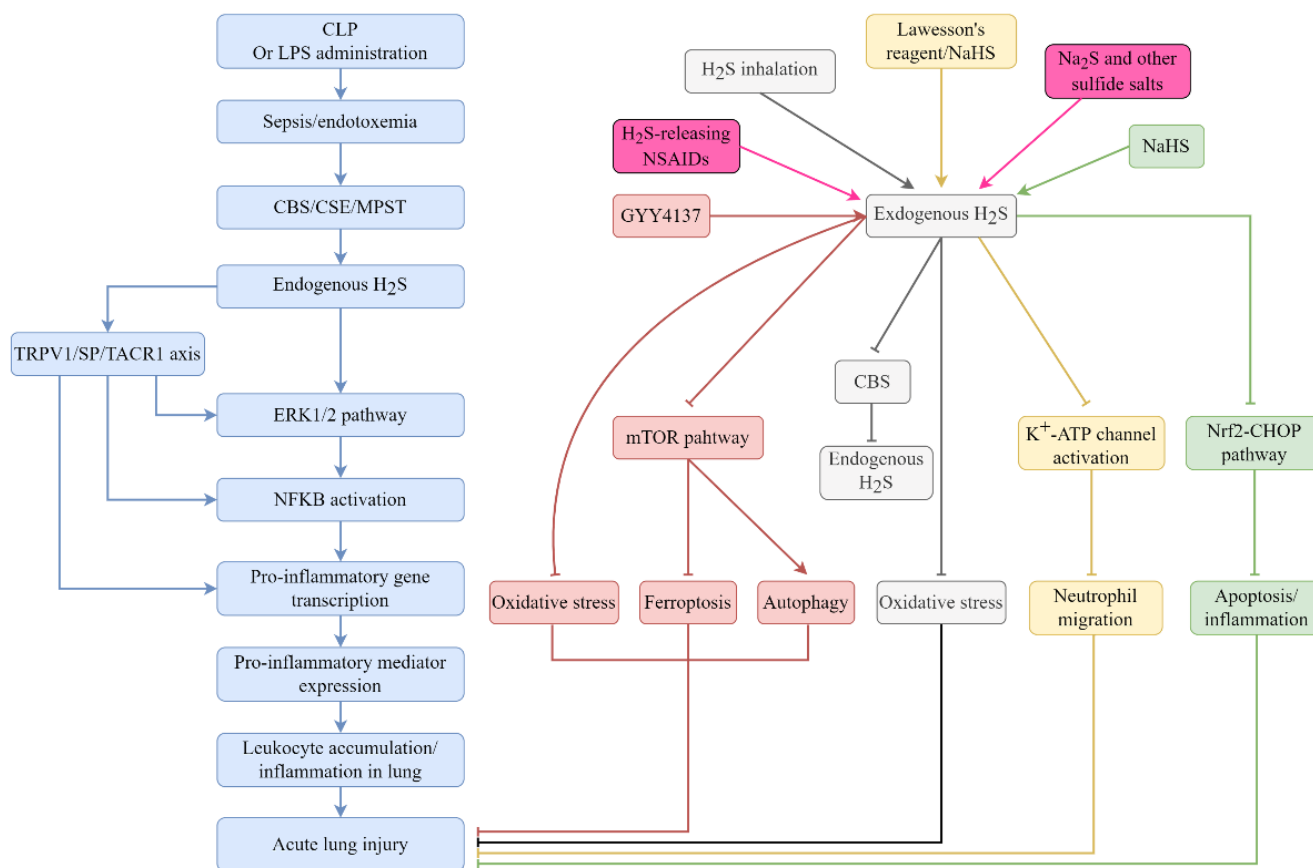 CLP
Or LPS administration
Sepsis/endotoxemia
CBS/CSE/MPST
Endogenous H₂S
TRPV1/SP/TACR1 axis
ERK1/2 pathway
NFKB activation
Pro-inflammatory gene
transcription
Pro-inflammatory mediator
expression
Leukocyte accumulation/
inflammation in lung
Acute lung injury
H₂S inhalation
Lawesson's
reagent/NaHS
Na₂S and other
sulfide salts
H₂S-releasing
NSAIDs
NaHS
GYY4137
Exdogenous H₂S
CBS
mTOR pahtway
Endogenous
H₂S
K⁺-ATP channel
activation
Nrf2-CHOP
pathway
Oxidative stress
Ferroptosis
Autophagy
Oxidative stress
Neutrophil
migration
Apoptosis/
inflammation